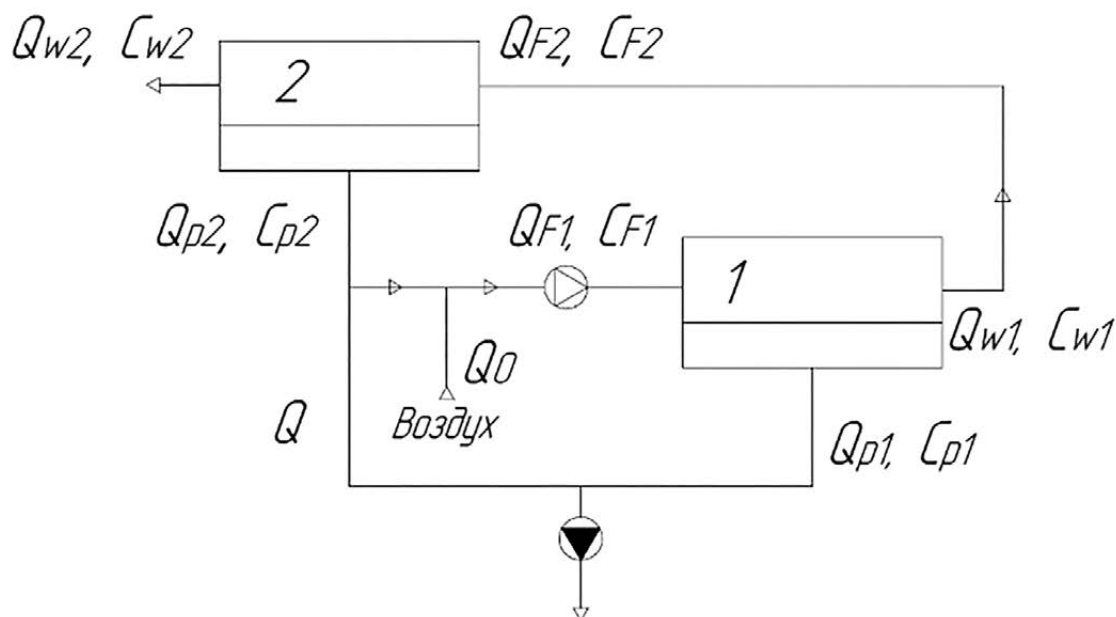 Qw2, Cw2
QF2, CF2
2
Qp2, Cp2
QF1, CF1
1
Qw1, Cw1
Q0
Воздух
Q
Qp1, Cp1